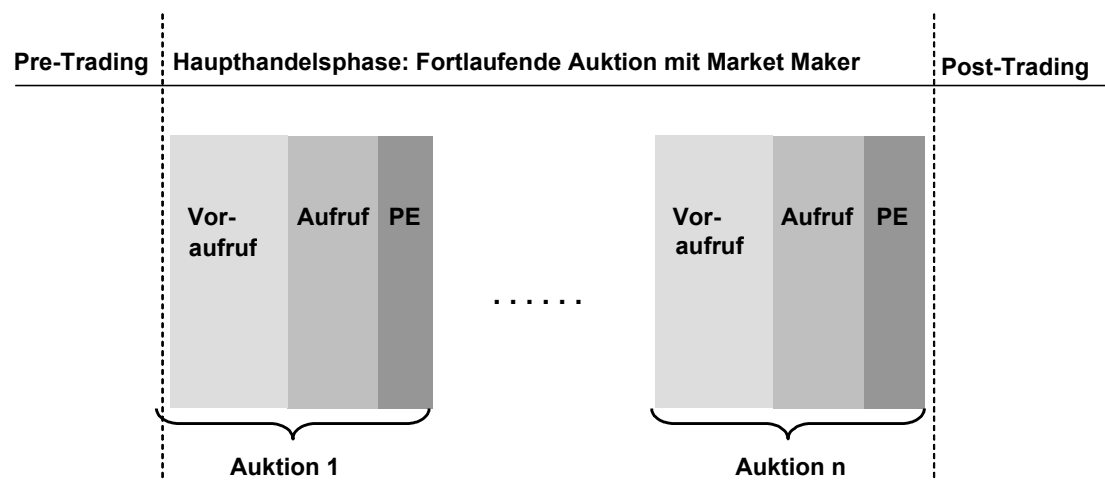 Pre-Trading
Haupthandelsphase: Fortlaufende Auktion mit Market Maker
Post-Trading
Vor-
aufruf
Aufruf
PE
......
Vor-
aufruf
Aufruf
PE
Auktion 1
Auktion n